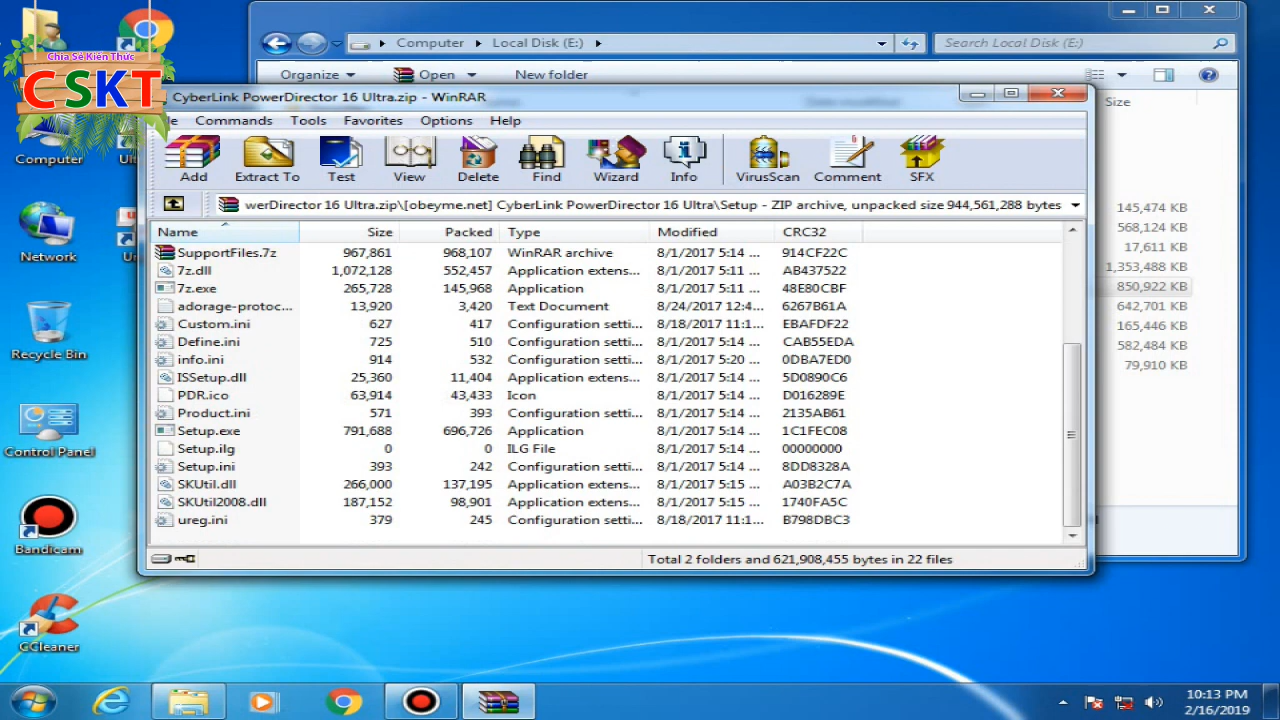 Computer ▸ Local Disk (E:) ▸
Search Local Disk (E:)
Organize
Open
New folder
Size
145,474 KB
568,124 KB
17,611 KB
1,353,488 KB
850,922 KB
642,701 KB
165,446 KB
582,484 KB
79,910 KB
Chia Sẻ Kiến Thức
CSKT
Computer
Network
Recycle Bin
Control Panel
Bandicam
CCleaner
CyberLink PowerDirector 16 Ultra.zip - WinRAR
Commands Tools Favorites Options Help
Add Extract To Test View Delete Find Wizard Info VirusScan Comment SFX
werDirector 16 Ultra.zip\[obeyme.net] CyberLink PowerDirector 16 Ultra\Setup - ZIP archive, unpacked size 944,561,288 bytes
Name Size Packed Type Modified CRC32
SupportFiles.7z 967,861 968,107 WinRAR archive 8/1/2017 5:14 ... 914CF22C
7z.dll 1,072,128 552,457 Application extens... 8/1/2017 5:11 ... AB437522
7z.exe 265,728 145,968 Application 8/1/2017 5:11 ... 48E80CBF
adorage-protoc... 13,920 3,420 Text Document 8/24/2017 12:4... 6267B61A
Custom.ini 627 417 Configuration setti... 8/18/2017 11:1... EBAFDF22
Define.ini 725 510 Configuration setti... 8/1/2017 5:14 ... CAB55EDA
info.ini 914 532 Configuration setti... 8/1/2017 5:20 ... 0DBA7ED0
ISSetup.dll 25,360 11,404 Application extens... 8/1/2017 5:14 ... 5D0890C6
PDR.ico 63,914 43,433 Icon 8/1/2017 5:14 ... D016289E
Product.ini 571 393 Configuration setti... 8/1/2017 5:14 ... 2135AB61
Setup.exe 791,688 696,726 Application 8/1/2017 5:14 ... 1C1FEC08
Setup.ilg 0 0 ILG File 8/1/2017 5:14 ... 00000000
Setup.ini 393 242 Configuration setti... 8/1/2017 5:14 ... 8DD8328A
SKUtil.dll 266,000 137,195 Application extens... 8/1/2017 5:15 ... A03B2C7A
SKUtil2008.dll 187,152 98,901 Application extens... 8/1/2017 5:15 ... 1740FA5C
ureg.ini 379 245 Configuration setti... 8/18/2017 11:1... B798DBC3
Total 2 folders and 621,908,455 bytes in 22 files
10:13 PM
2/16/2019